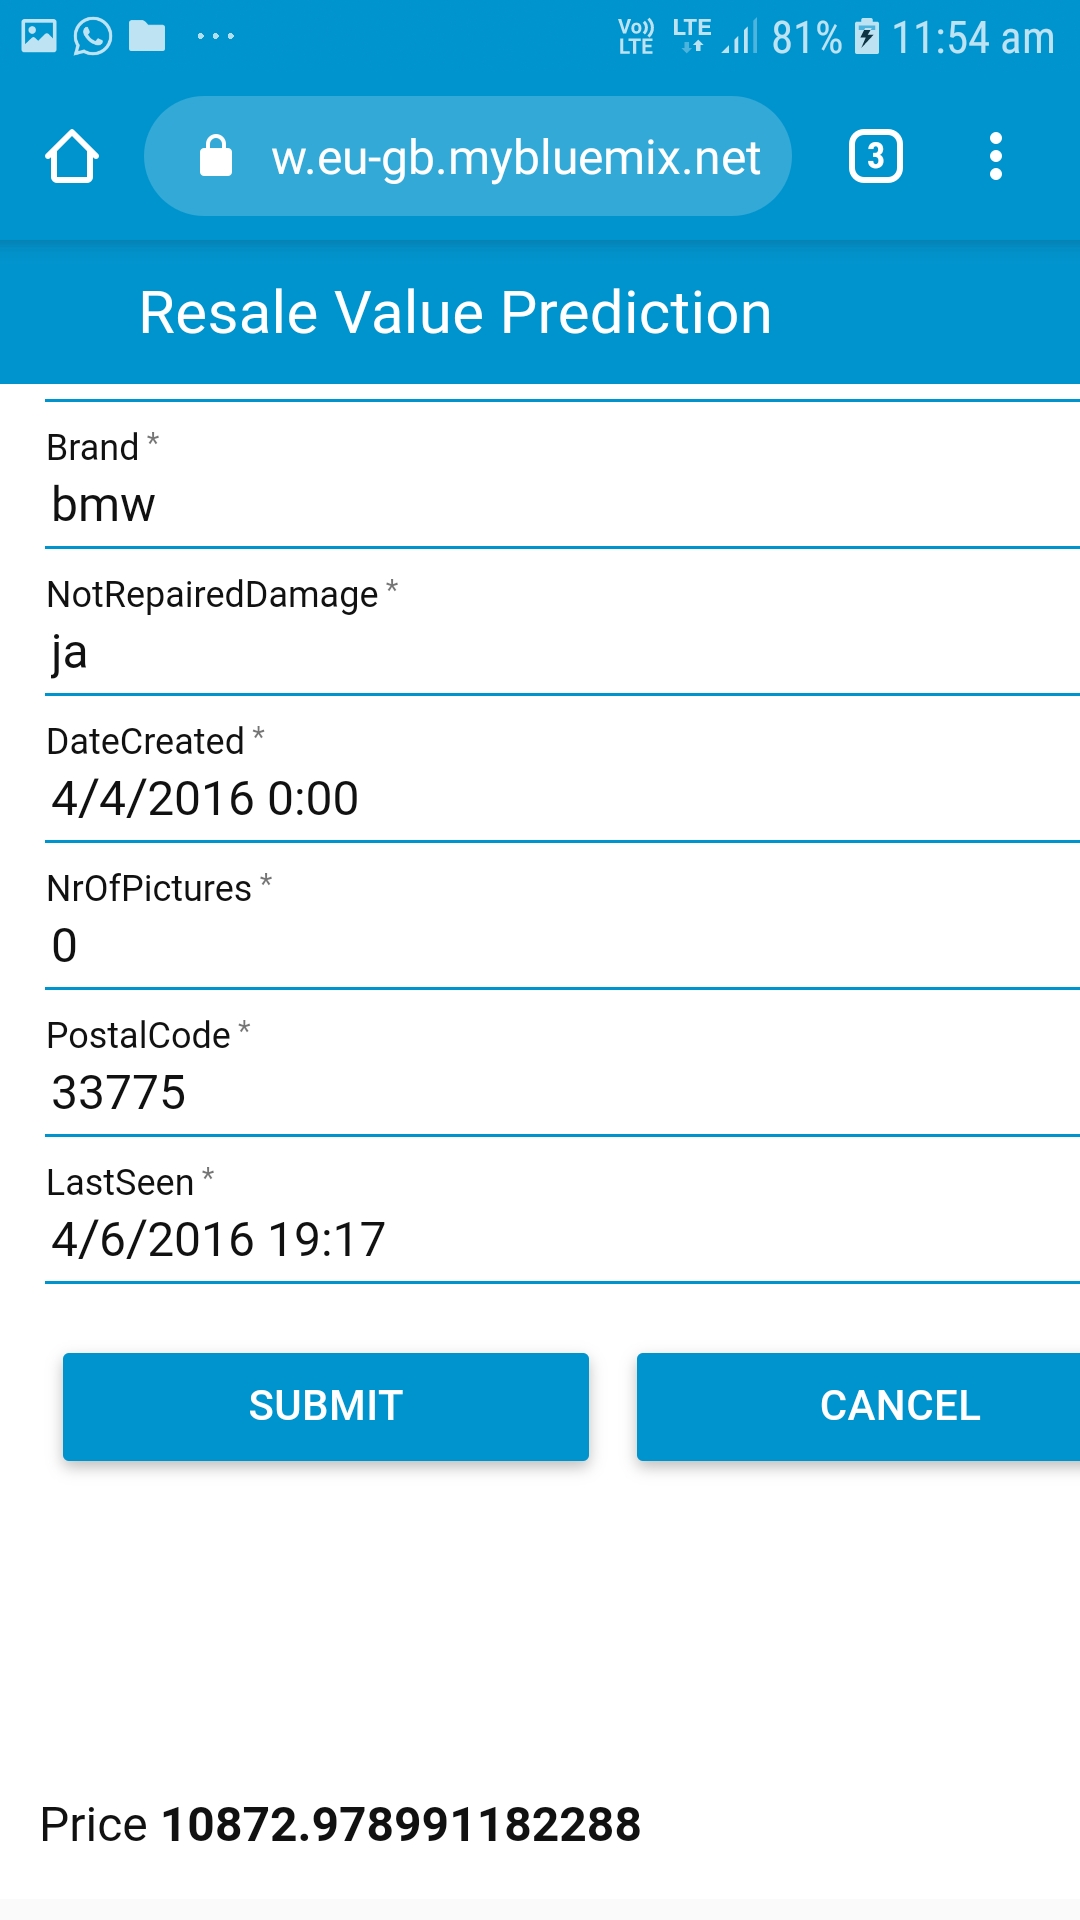 Vo)) LTE LTE 81% 11:54 am
w.eu-gb.mybluemix.net 3
Resale Value Prediction
Brand *
bmw
NotRepairedDamage *
ja
DateCreated *
4/4/2016 0:00
NrOfPictures *
0
PostalCode *
33775
LastSeen *
4/6/2016 19:17
SUBMIT CANCEL
Price 10872.978991182288